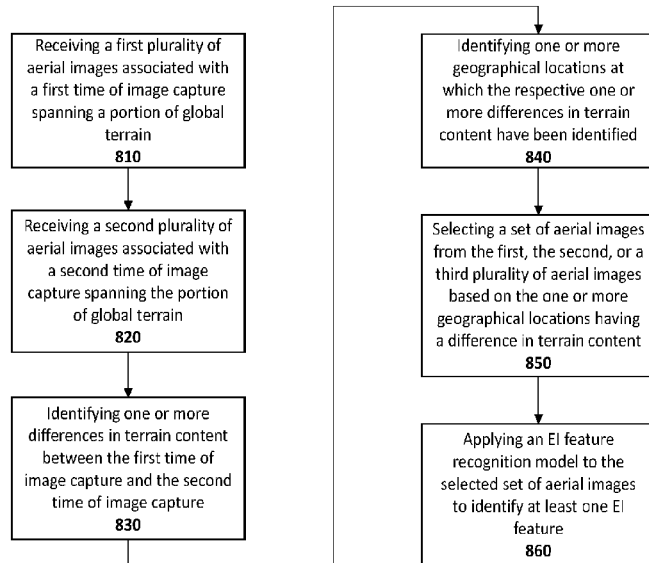 Receiving a first plurality of
aerial images associated with
a first time of image capture
spanning a portion of global
terrain
810
Receiving a second plurality of
aerial images associated with
a second time of image
capture spanning the portion
of global terrain
820
Identifying one or more
differences in terrain content
between the first time of
image capture and the second
time of image capture
830
Identifying one or more
geographical locations at
which the respective one or
more differences in terrain
content have been identified
840
Selecting a set of aerial images
from the first, the second, or a
third plurality of aerial images
based on the one or more
geographical locations having
a difference in terrain content
850
Applying an EI feature
recognition model to the
selected set of aerial images
to identify at least one EI
feature
860